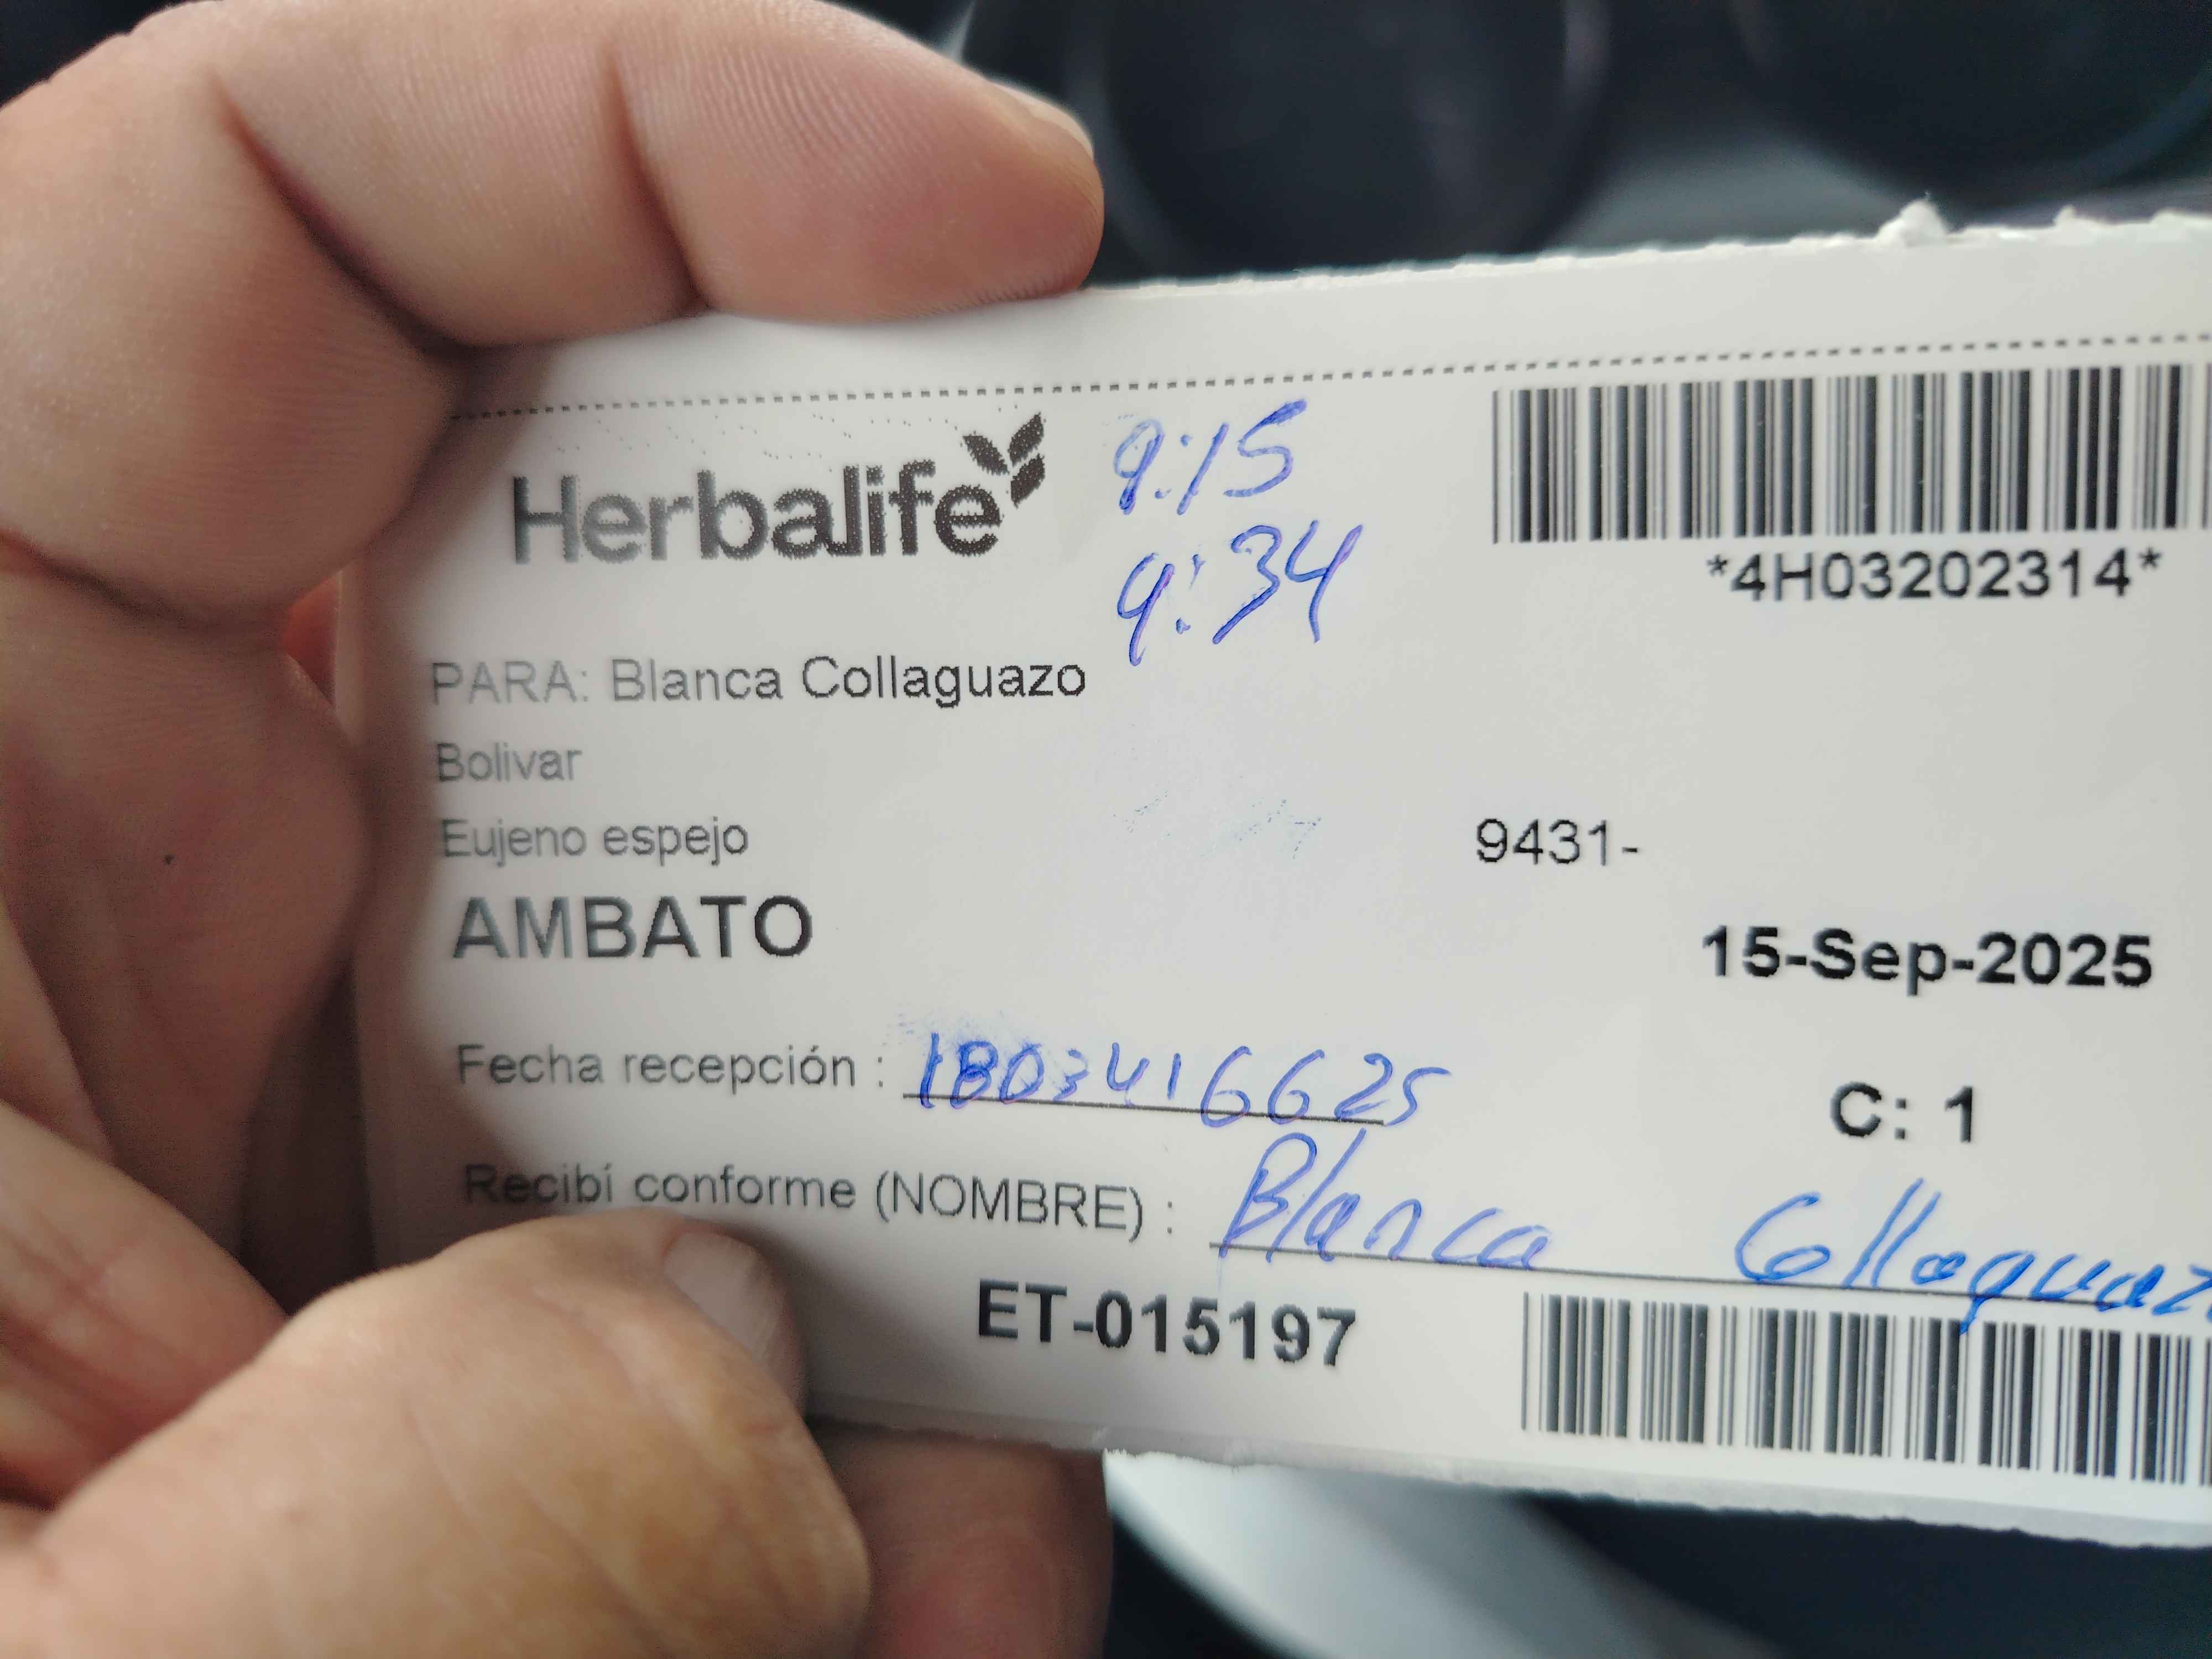 Herbalife
9:15
9:34
*4H03202314*
PARA: Blanca Collaguazo
Bolivar
Eujeno espejo
9431-
AMBATO
15-Sep-2025
Fecha recepción : 1803416625
C: 1
Recibí conforme (NOMBRE) : Blanca Collaguaz
ET-015197